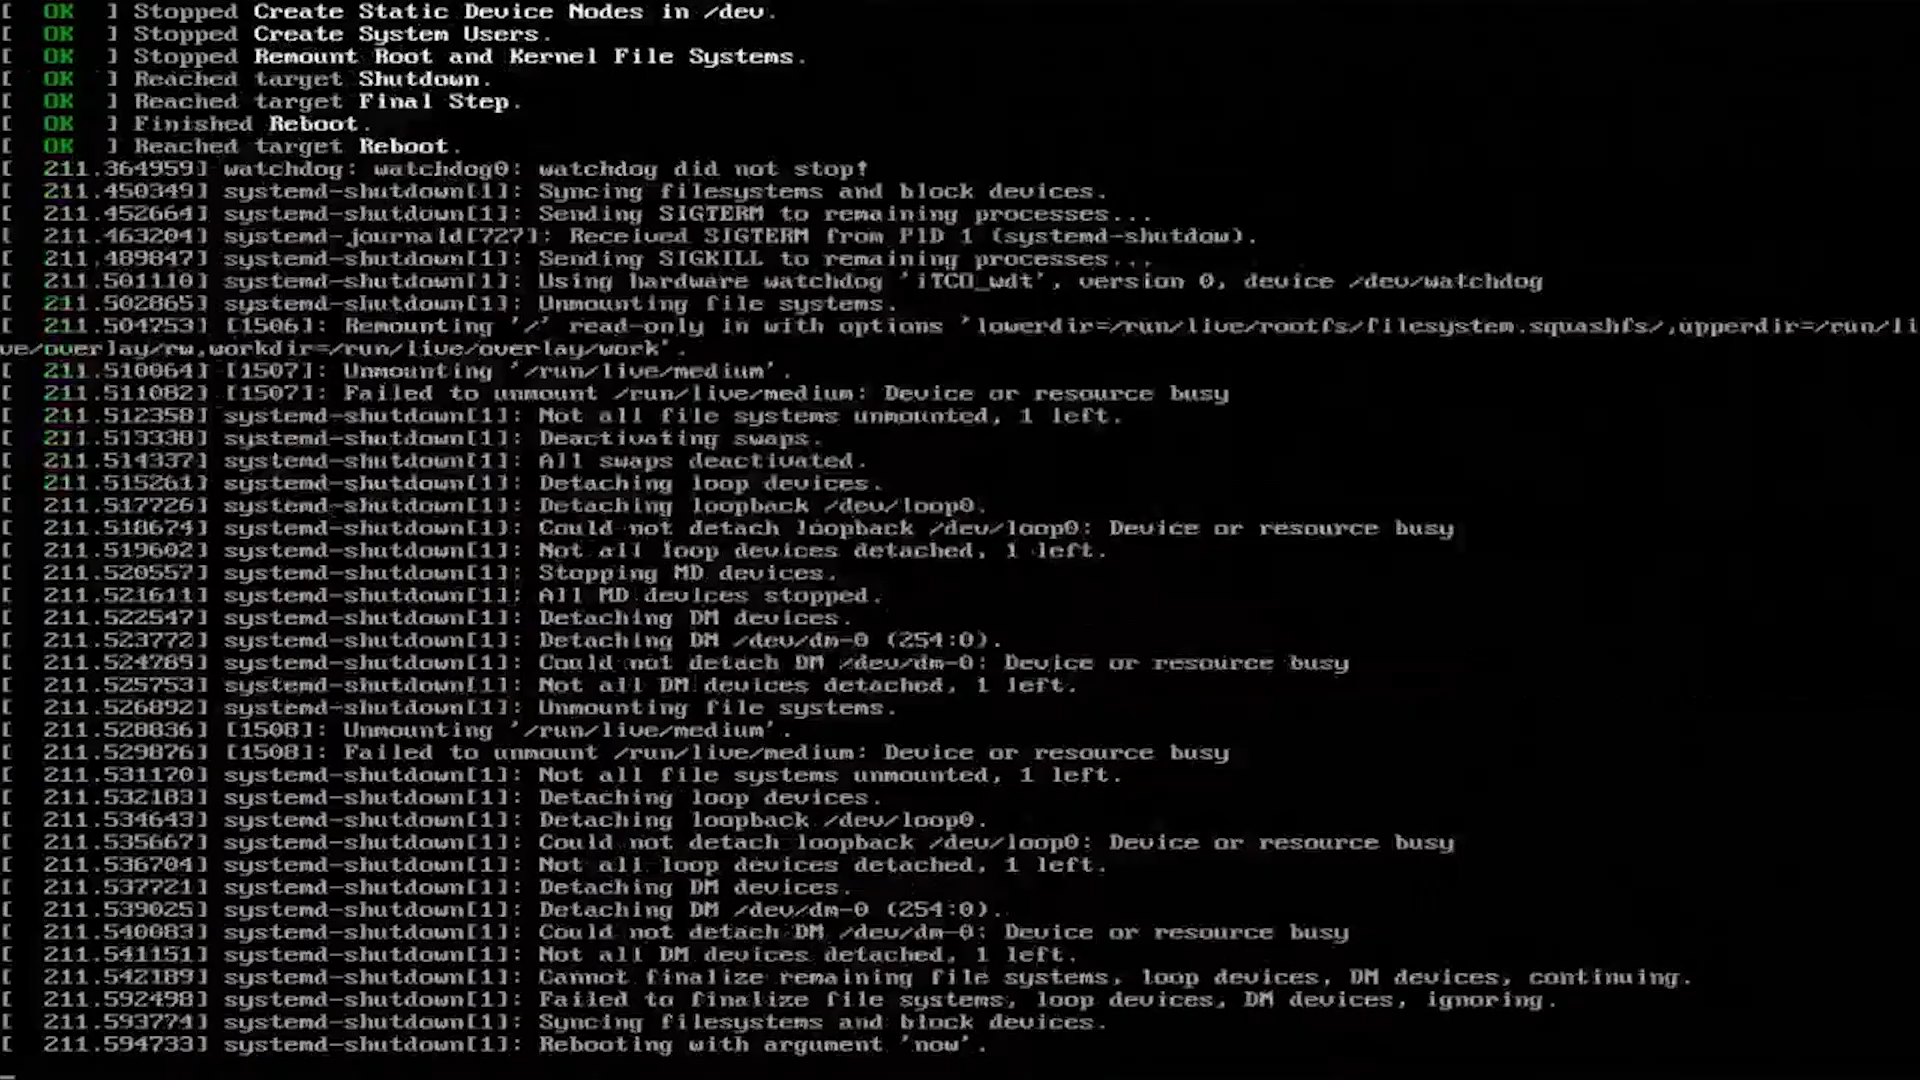 [  OK  ] Stopped Create Static Device Nodes in /dev.
[  OK  ] Stopped Create System Users.
[  OK  ] Stopped Remount Root and Kernel File Systems.
[  OK  ] Reached target Shutdown.
[  OK  ] Reached target Final Step.
[  OK  ] Finished Reboot.
[  OK  ] Reached target Reboot.
[  211.364959] watchdog: watchdog0: watchdog did not stop!
[  211.450349] systemd-shutdown[1]: Syncing filesystems and block devices.
[  211.452664] systemd-shutdown[1]: Sending SIGTERM to remaining processes...
[  211.463204] systemd-journald[727]: Received SIGTERM from PID 1 (systemd-shutdow).
[  211.489847] systemd-shutdown[1]: Sending SIGKILL to remaining processes...
[  211.501110] systemd-shutdown[1]: Using hardware watchdog 'iTCO_wdt', version 0, device /dev/watchdog
[  211.502865] systemd-shutdown[1]: Unmounting file systems.
[  211.504753] [1506]: Remounting '/' read-only in with options 'lowerdir=/run/live/rootfs/filesystem.squashfs/,upperdir=/run/li
ve/overlay/rw,workdir=/run/live/overlay/work'.
[  211.510064] [1507]: Unmounting '/run/live/medium'.
[  211.511082] [1507]: Failed to unmount /run/live/medium: Device or resource busy
[  211.512358] systemd-shutdown[1]: Not all file systems unmounted, 1 left.
[  211.513338] systemd-shutdown[1]: Deactivating swaps.
[  211.514337] systemd-shutdown[1]: All swaps deactivated.
[  211.515261] systemd-shutdown[1]: Detaching loop devices.
[  211.517726] systemd-shutdown[1]: Detaching loopback /dev/loop0.
[  211.518674] systemd-shutdown[1]: Could not detach loopback /dev/loop0: Device or resource busy
[  211.519602] systemd-shutdown[1]: Not all loop devices detached, 1 left.
[  211.520557] systemd-shutdown[1]: Stopping MD devices.
[  211.521611] systemd-shutdown[1]: All MD devices stopped.
[  211.522547] systemd-shutdown[1]: Detaching DM devices.
[  211.523772] systemd-shutdown[1]: Detaching DM /dev/dm-0 (254:0).
[  211.524789] systemd-shutdown[1]: Could not detach DM /dev/dm-0: Device or resource busy
[  211.525753] systemd-shutdown[1]: Not all DM devices detached, 1 left.
[  211.526892] systemd-shutdown[1]: Unmounting file systems.
[  211.528836] [1508]: Unmounting '/run/live/medium'.
[  211.529876] [1508]: Failed to unmount /run/live/medium: Device or resource busy
[  211.531170] systemd-shutdown[1]: Not all file systems unmounted, 1 left.
[  211.532183] systemd-shutdown[1]: Detaching loop devices.
[  211.534643] systemd-shutdown[1]: Detaching loopback /dev/loop0.
[  211.535667] systemd-shutdown[1]: Could not detach loopback /dev/loop0: Device or resource busy
[  211.536704] systemd-shutdown[1]: Not all loop devices detached, 1 left.
[  211.537721] systemd-shutdown[1]: Detaching DM devices.
[  211.539025] systemd-shutdown[1]: Detaching DM /dev/dm-0 (254:0).
[  211.540083] systemd-shutdown[1]: Could not detach DM /dev/dm-0: Device or resource busy
[  211.541151] systemd-shutdown[1]: Not all DM devices detached, 1 left.
[  211.542189] systemd-shutdown[1]: Cannot finalize remaining file systems, loop devices, DM devices, continuing.
[  211.592498] systemd-shutdown[1]: Failed to finalize file systems, loop devices, DM devices, ignoring.
[  211.593774] systemd-shutdown[1]: Syncing filesystems and block devices.
[  211.594733] systemd-shutdown[1]: Rebooting with argument 'now'.